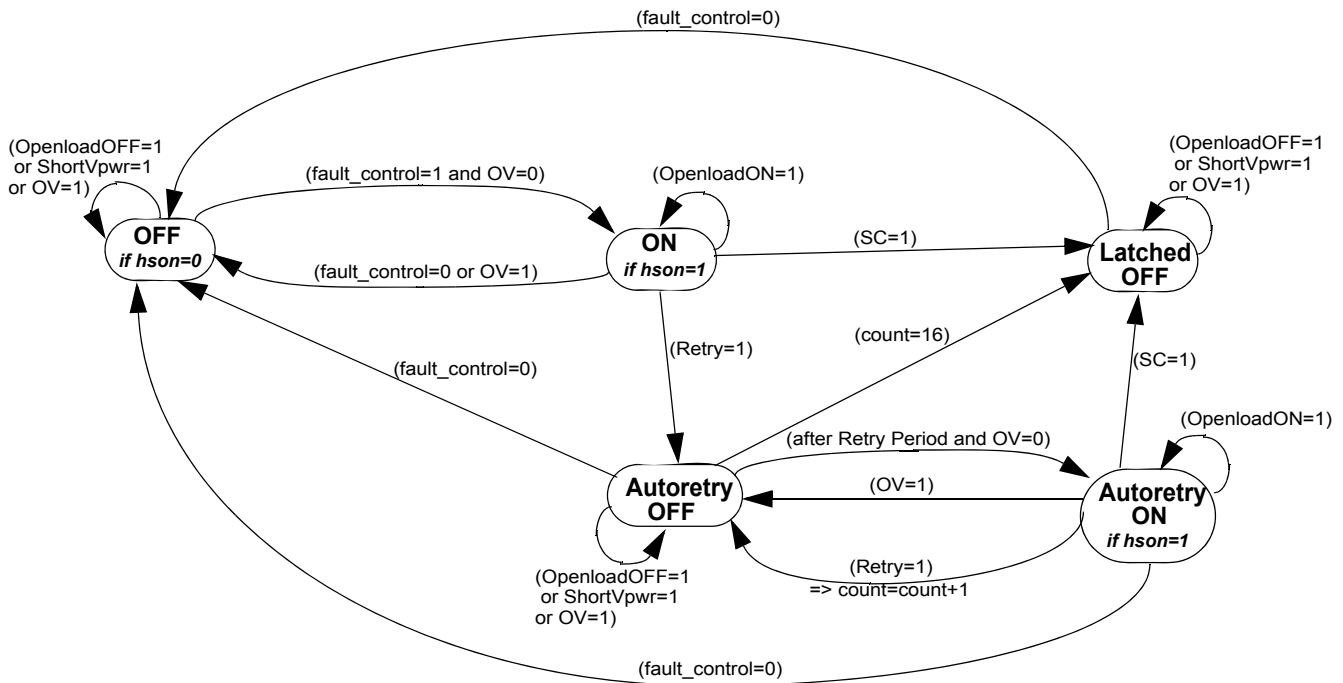 (fault_control=0)
(OpenloadOFF=1
or ShortVpwr=1
or OV=1)
(fault_control=1 and OV=0)
(OpenloadON=1)
(OpenloadOFF=1
or ShortVpwr=1
or OV=1)
OFF
if hson=0
ON
if hson=1
(SC=1)
Latched
OFF
(fault_control=0 or OV=1)
(count=16)
(Retry=1)
(SC=1)
(fault_control=0)
(OpenloadON=1)
(after Retry Period and OV=0)
Autoretry
OFF
(OV=1)
Autoretry
ON
if hson=1
(Retry=1)
=> count=count+1
(OpenloadOFF=1
or ShortVpwr=1
or OV=1)
(fault_control=0)